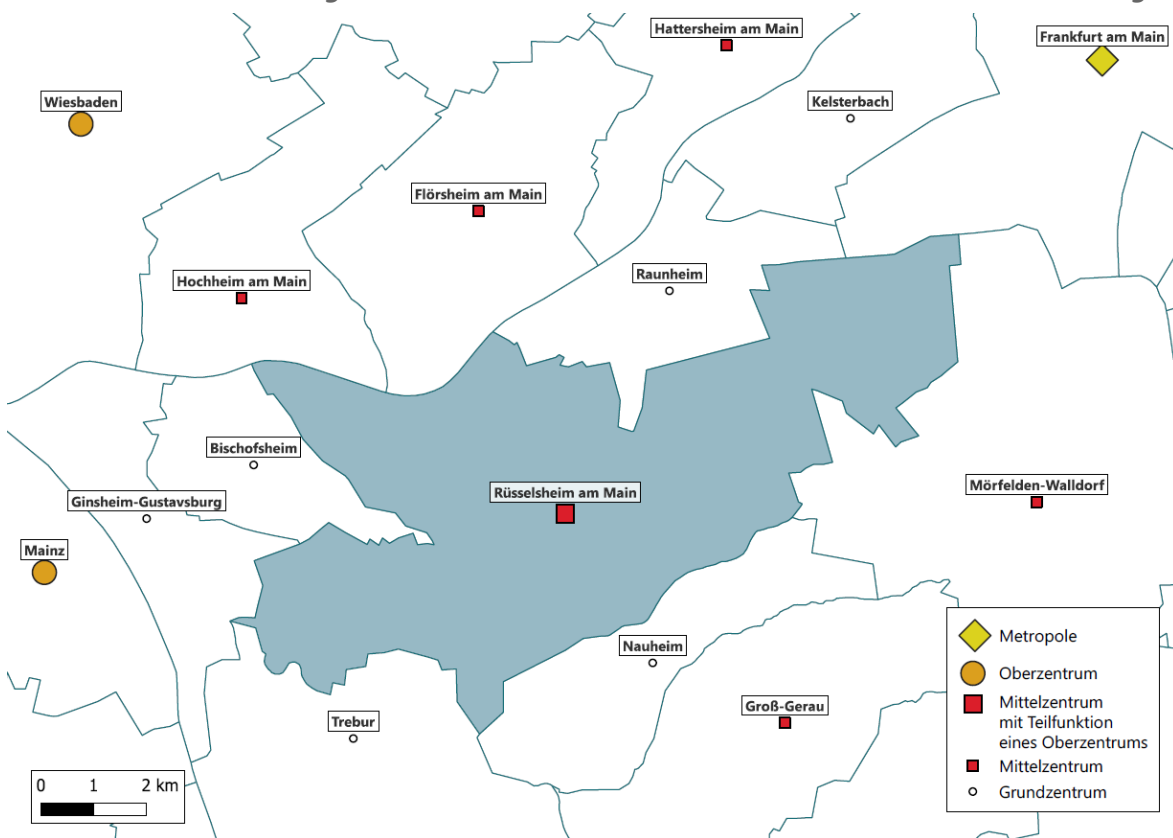 Hattersheim am Main
Frankfurt am Main
Wiesbaden
Kelsterbach
Flörsheim am Main
Hochheim am Main
Raunheim
Bischofsheim
Ginsheim-Gustavsburg
Rüsselsheim am Main
Mörfelden-Walldorf
Mainz
Nauheim
Trebur
Groß-Gerau
Metropole
Oberzentrum
Mittelzentrum
mit Teilfunktion
eines Oberzentrums
Mittelzentrum
Grundzentrum
0 1 2 km